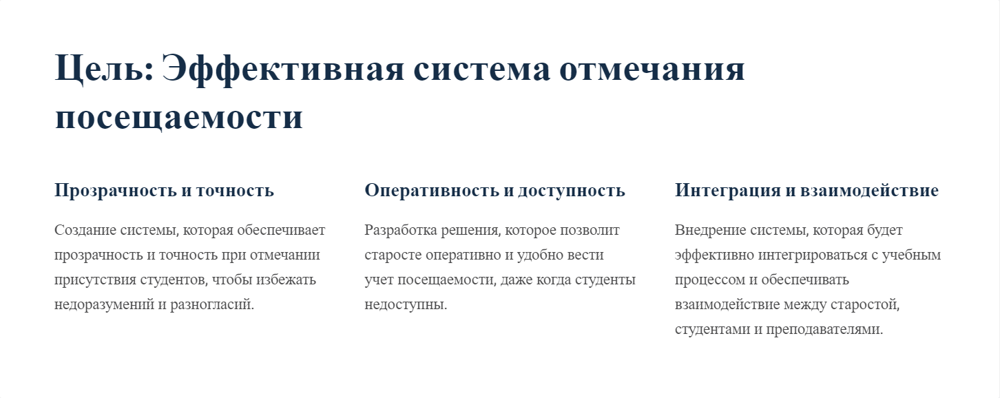 Цель: Эффективная система отмечания
посещаемости
Прозрачность и точность
Создание системы, которая обеспечивает
прозрачность и точность при отмечании
присутствия студентов, чтобы избежать
недоразумений и разногласий.
Оперативность и доступность
Разработка решения, которое позволит
старосте оперативно и удобно вести
учет посещаемости, даже когда студенты
недоступны.
Интеграция и взаимодействие
Внедрение системы, которая будет
эффективно интегрироваться с учебным
процессом и обеспечивать
взаимодействие между старостой,
студентами и преподавателями.